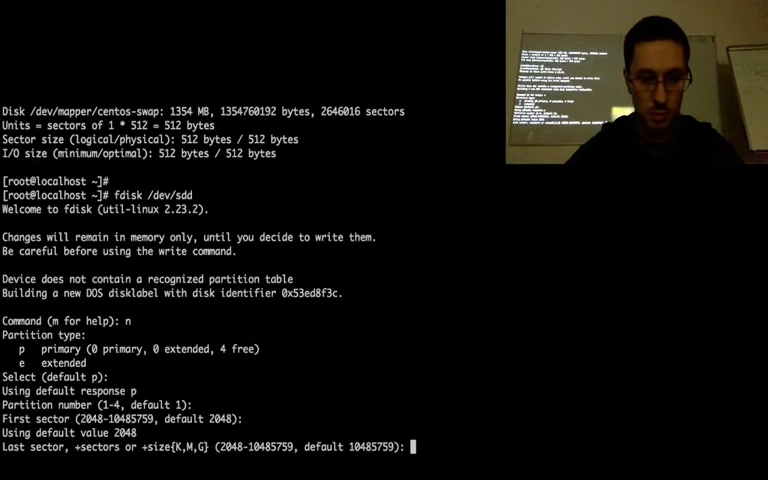 Disk /dev/mapper/centos-swap: 1354 MB, 1354760192 bytes, 2646016 sectors
Units = sectors of 1 * 512 = 512 bytes
Sector size (logical/physical): 512 bytes / 512 bytes
I/O size (minimum/optimal): 512 bytes / 512 bytes

[root@localhost ~]#
[root@localhost ~]# fdisk /dev/sdd
Welcome to fdisk (util-linux 2.23.2).

Changes will remain in memory only, until you decide to write them.
Be careful before using the write command.

Device does not contain a recognized partition table
Building a new DOS disklabel with disk identifier 0x53ed8f3c.

Command (m for help): n
Partition type:
   p   primary (0 primary, 0 extended, 4 free)
   e   extended
Select (default p):
Using default response p
Partition number (1-4, default 1):
First sector (2048-10485759, default 2048):
Using default value 2048
Last sector, +sectors or +size{K,M,G} (2048-10485759, default 10485759):